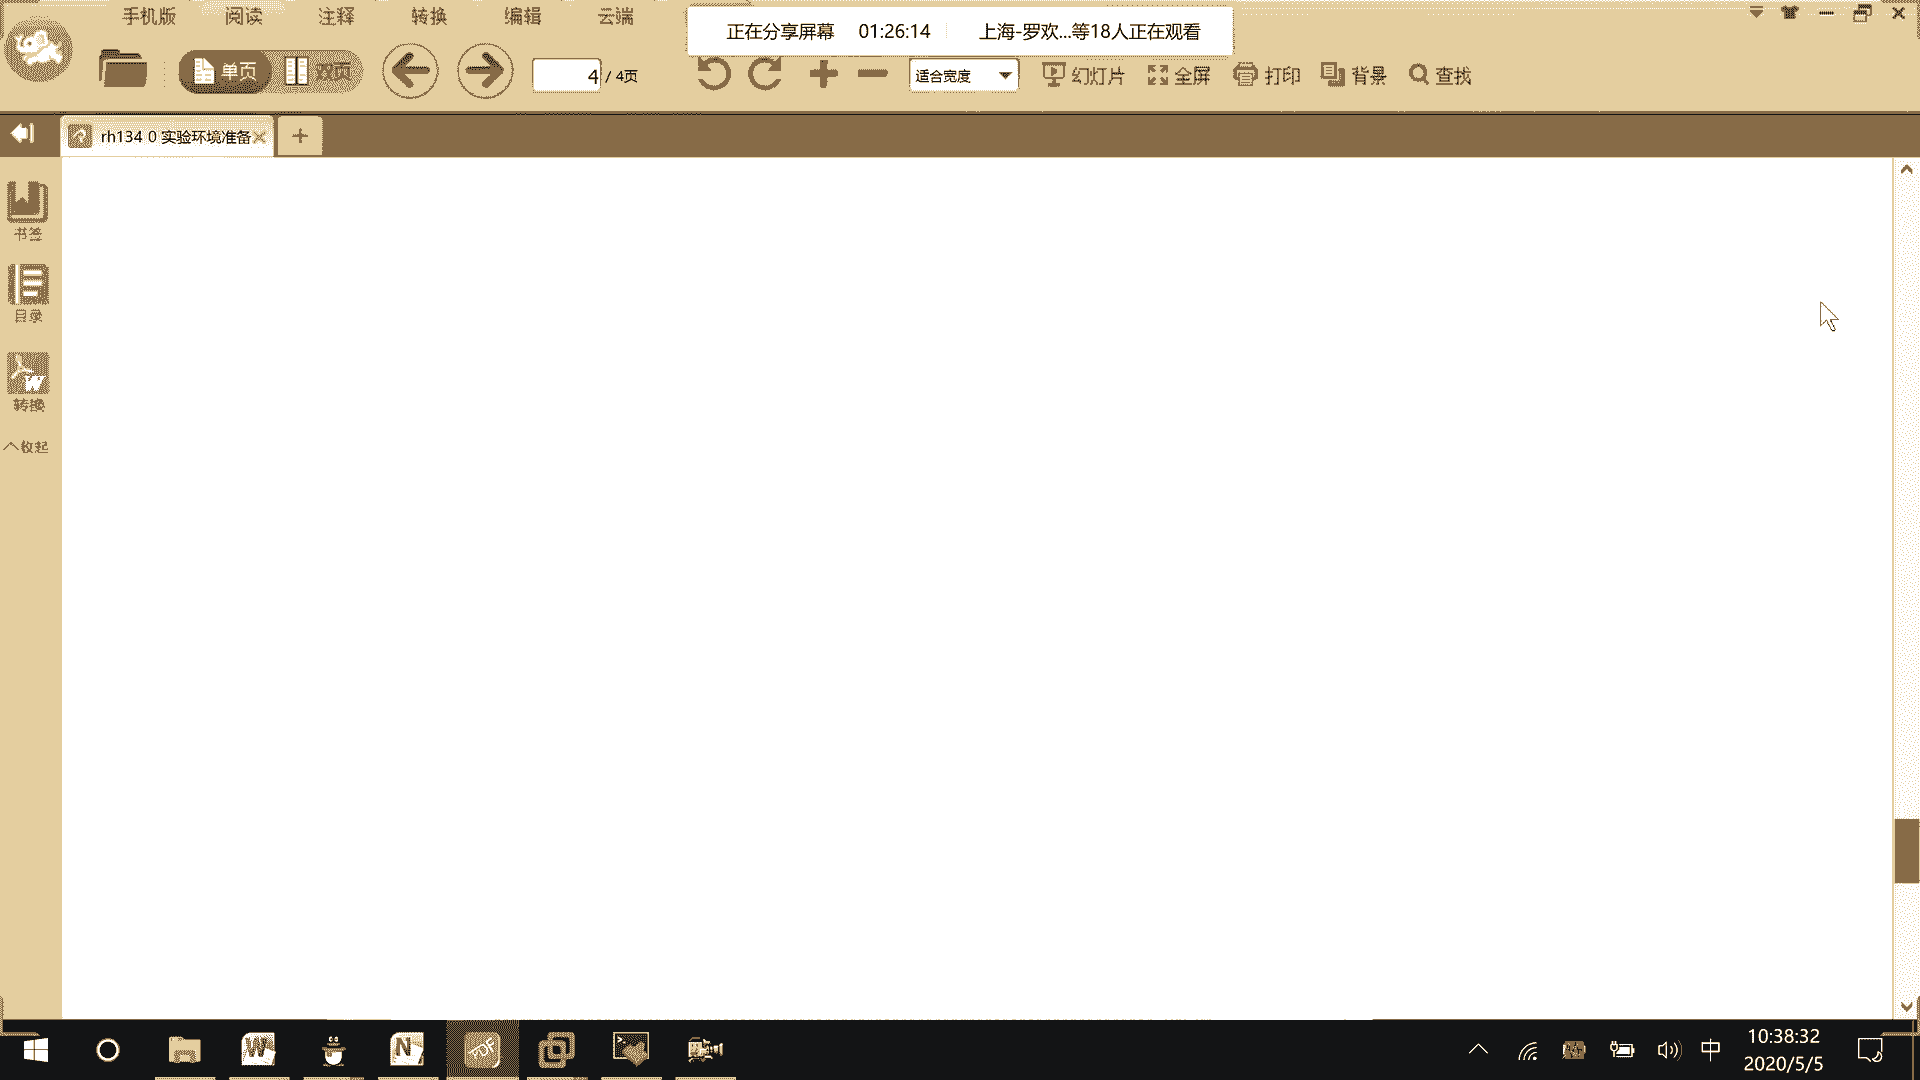 手机版 阅读 注释 转换 编辑 云端
正在分享屏幕 01:26:14 上海-罗欢...等18人正在观看
单页 双页 4 / 4页 适合宽度 幻灯片 全屏 打印 背景 查找
rh134 0 实验环境准备
书签
目录
转换
收起
中
10:38:32
2020/5/5